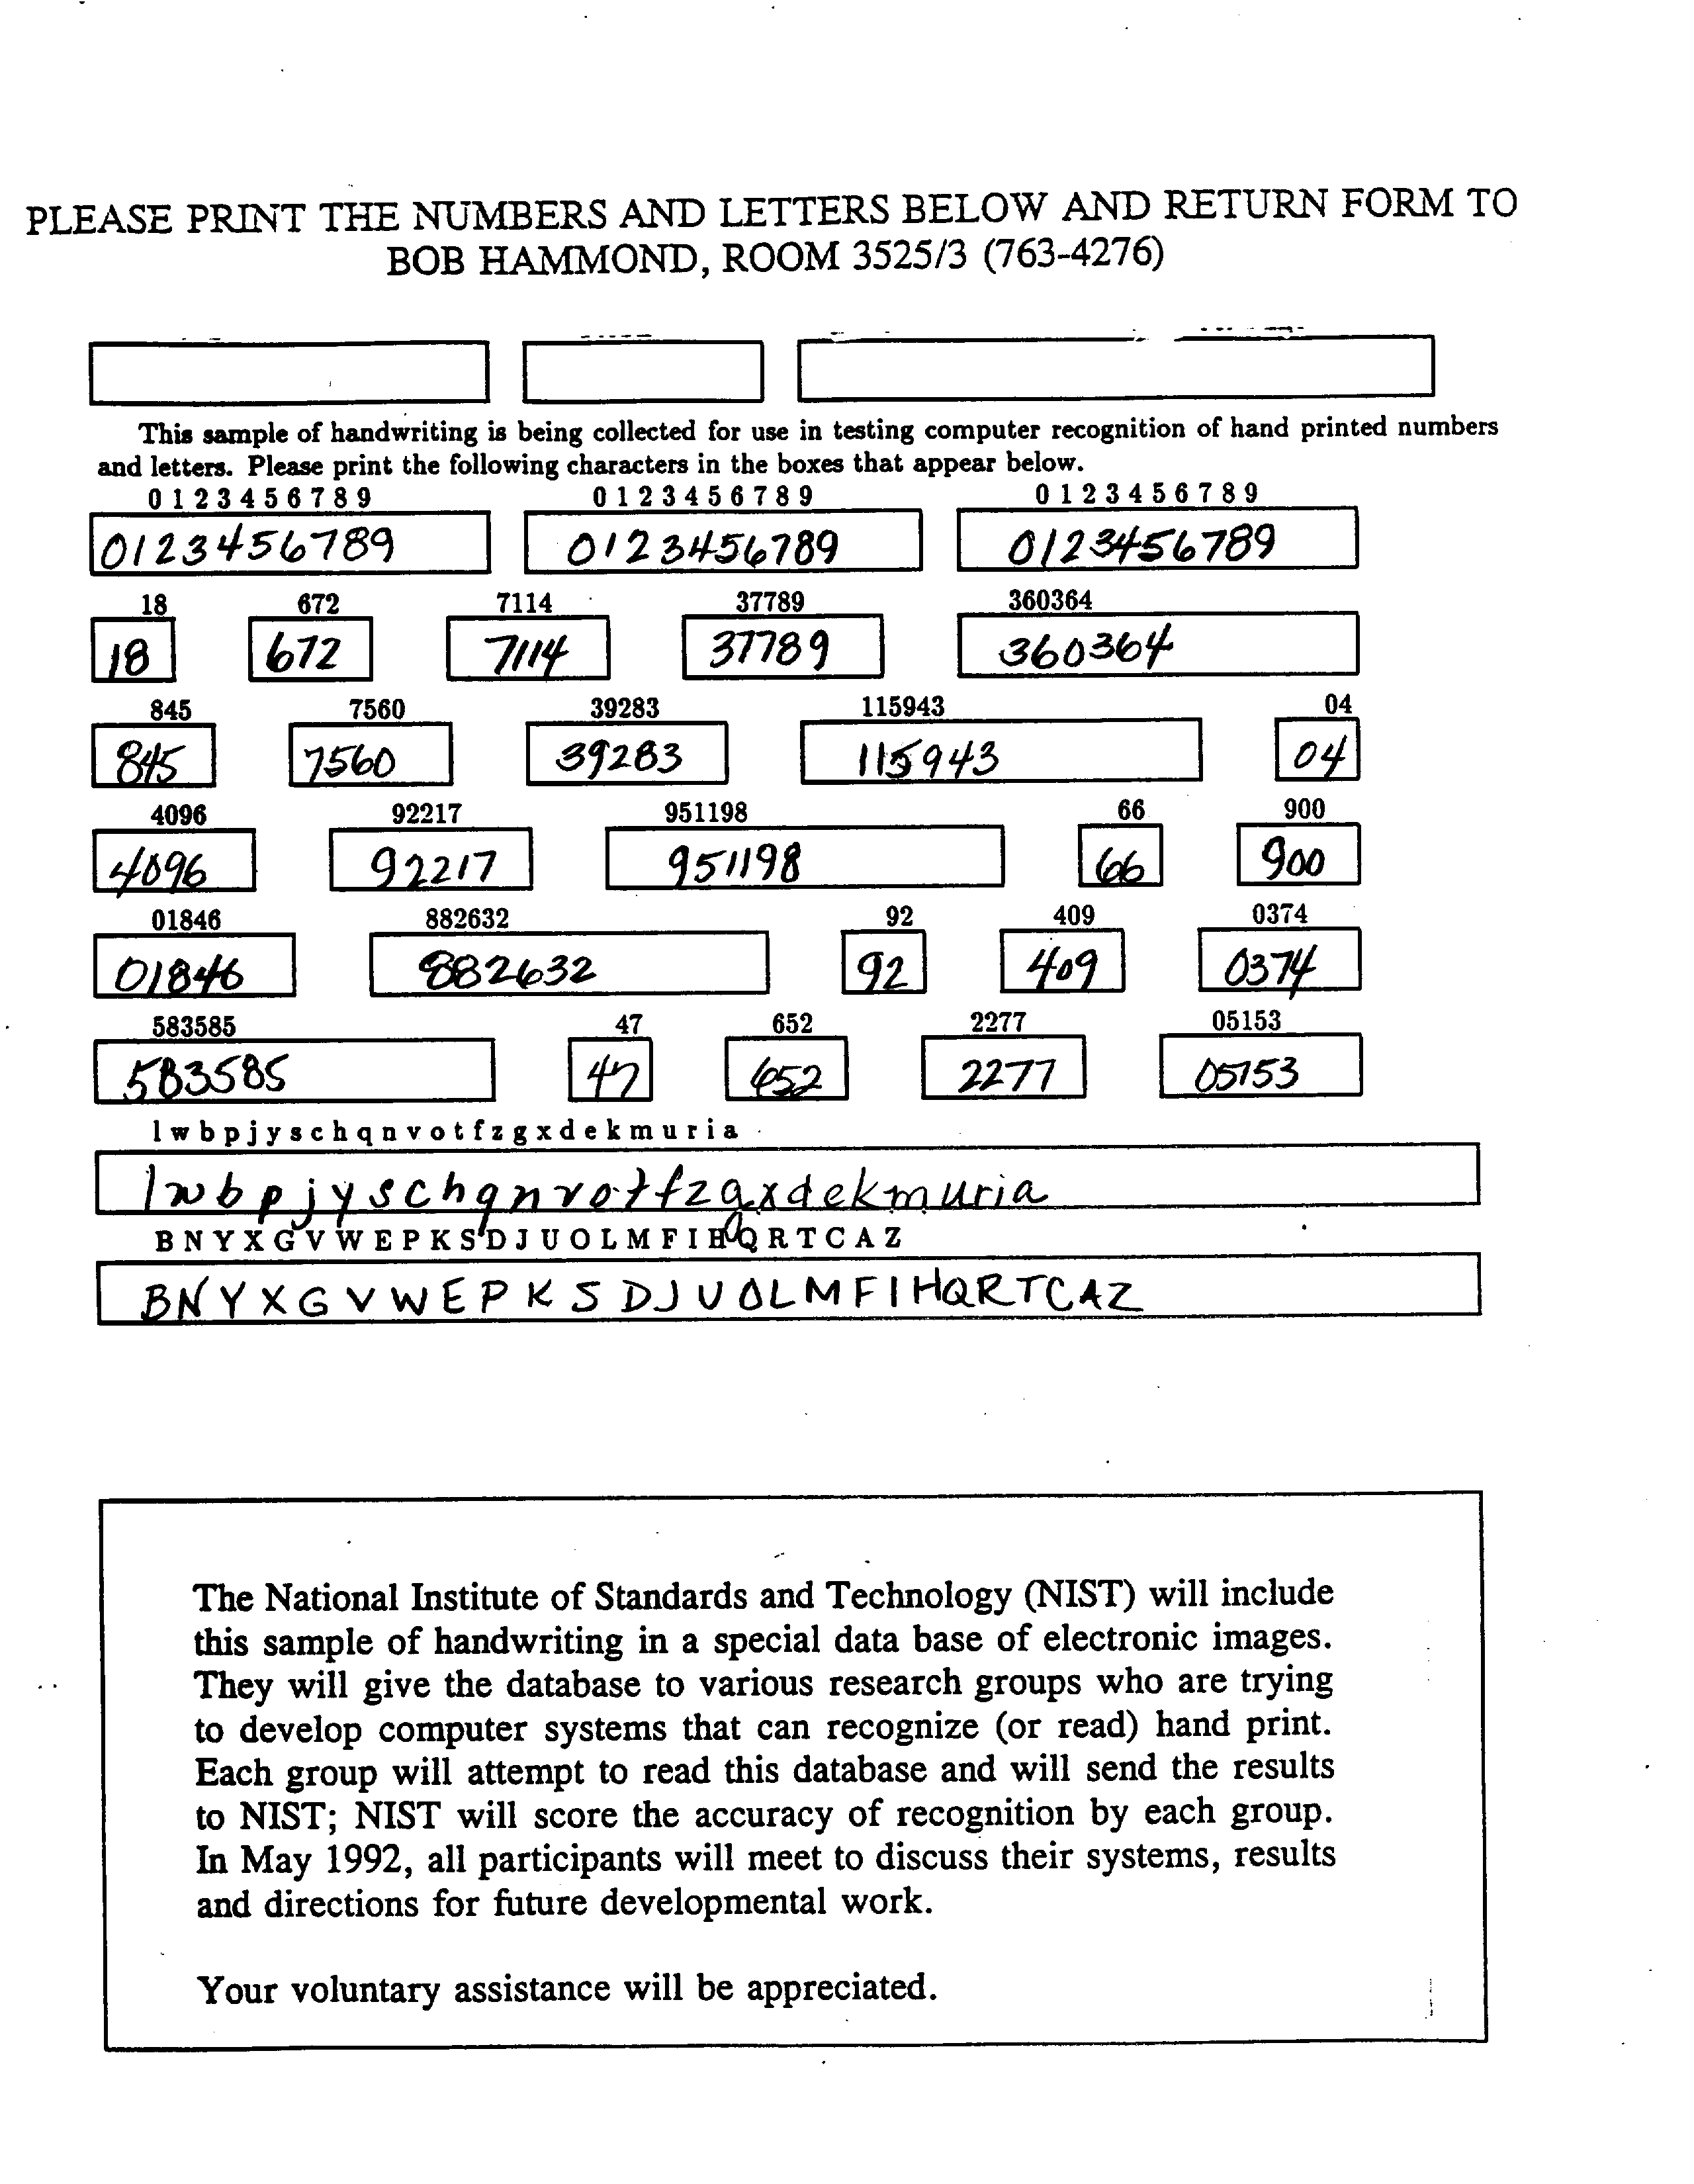 PLEASE PRINT THE NUMBERS AND LETTERS BELOW AND RETURN FORM TO
BOB HAMMOND, ROOM 3525/3 (763-4276)
This sample of handwriting is being collected for use in testing computer recognition of hand printed numbers
and letters. Please print the following characters in the boxes that appear below.
0 1 2 3 4 5 6 7 8 9 0 1 2 3 4 5 6 7 8 9 0 1 2 3 4 5 6 7 8 9
0123456789 0123456789 0123456789
18 672 7114 37789 360364
18 672 7114 37789 360364
845 7560 39283 115943 04
845 7560 39283 115943 04
4096 92217 951198 66 900
4096 92217 951198 66 900
01846 882632 92 409 0374
01846 882632 92 409 0374
583585 47 652 2277 05153
583585 47 652 2277 05153
l w b p j y s c h q n v o t f z g x d e k m u r i a
l w b p j y s c h q n v o t f z g x d e k m u r i a
B N Y X G V W E P K S D J U O L M F I H Q R T C A Z
B N Y X G V W E P K S D J U O L M F I H Q R T C A Z
The National Institute of Standards and Technology (NIST) will include
this sample of handwriting in a special data base of electronic images.
They will give the database to various research groups who are trying
to develop computer systems that can recognize (or read) hand print.
Each group will attempt to read this database and will send the results
to NIST; NIST will score the accuracy of recognition by each group.
In May 1992, all participants will meet to discuss their systems, results
and directions for future developmental work.
Your voluntary assistance will be appreciated.